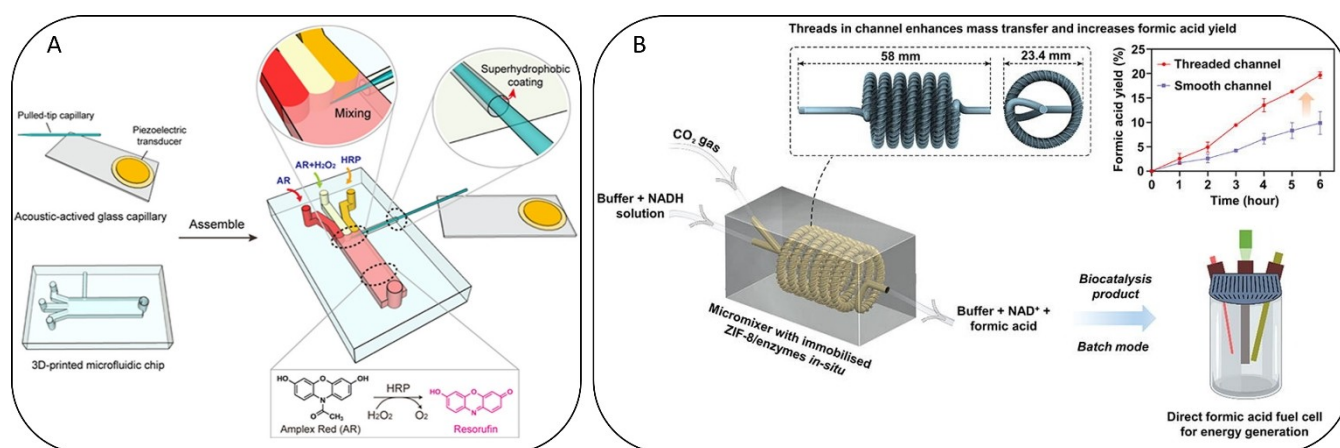 A
Pulled-tip capillary
Piezoelectric
transducer
Acoustic-actived glass capillary
Assemble
3D-printed microfluidic chip
Mixing
Superhydrophobic
coating
AR
AR+H₂O₂
HRP
HO
OH
O
N
O
CH₃
Amplex Red (AR)
HRP
H₂O₂
O₂
HO
O
O
N
Resorufin
B
Threads in channel enhances mass transfer and increases formic acid yield
58 mm
23.4 mm
CO₂ gas
Buffer + NADH
solution
Micromixer with immobilised
ZIF-8/enzymes in-situ
Buffer + NAD⁺ +
formic acid
Formic acid yield (%)
25
20
15
10
5
0
Threaded channel
Smooth channel
0 1 2 3 4 5 6
Time (hour)
Biocatalysis
product
Batch mode
Direct formic acid fuel cell
for energy generation